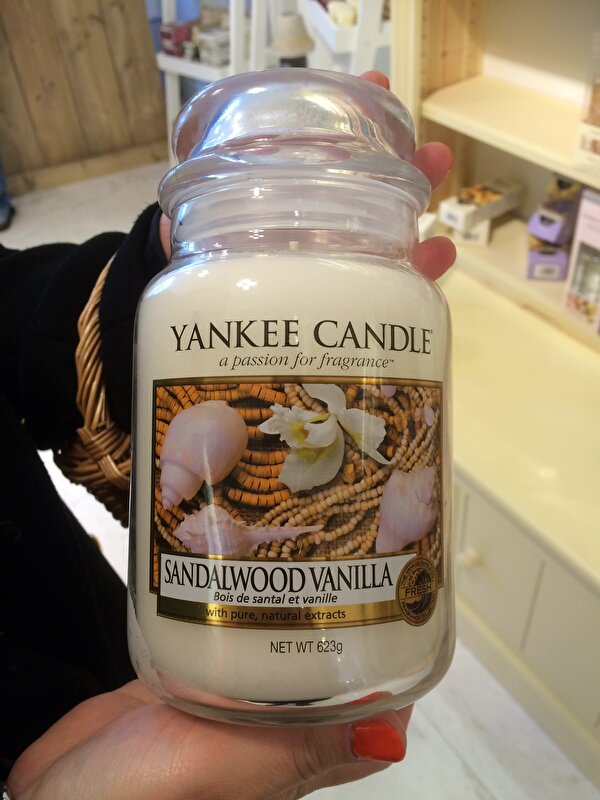 YANKEE CANDLE®
a passion for fragrance™
SANDALWOOD VANILLA
Bois de santal et vanille
with pure, natural extracts
FRESH
NET WT 623g